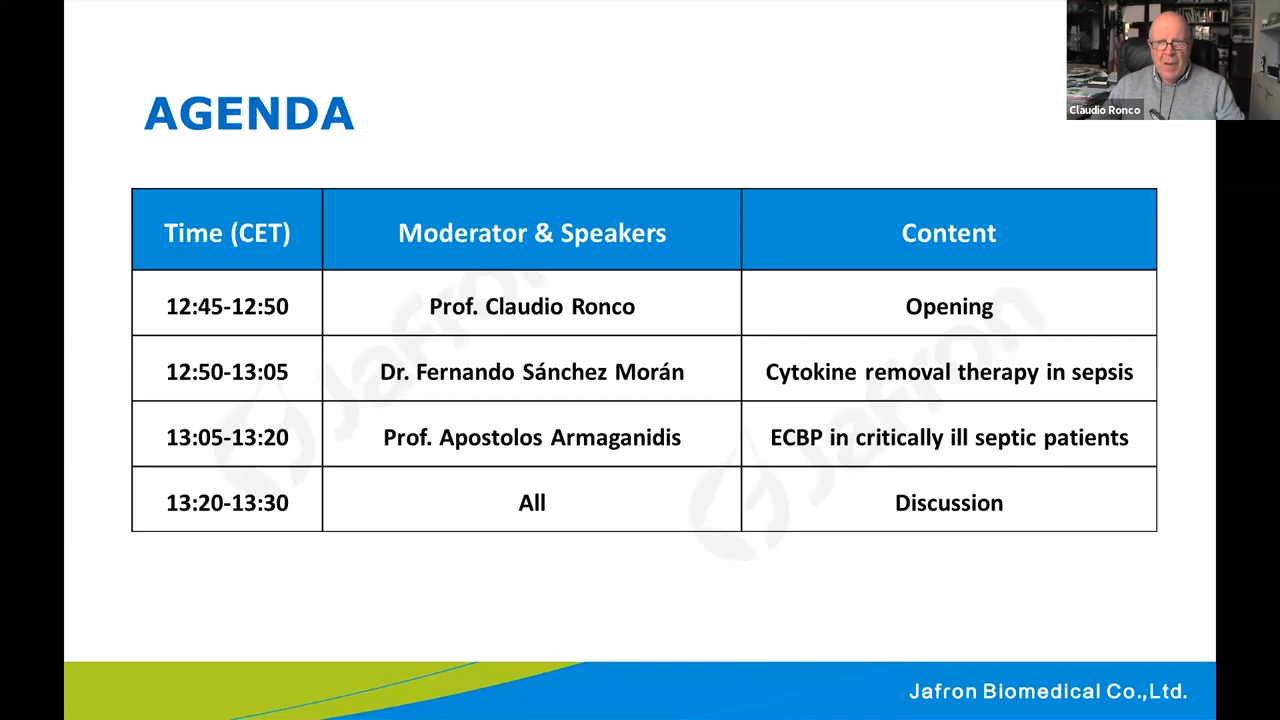 Claudio Ronco
AGENDA
Time (CET) Moderator & Speakers Content
12:45-12:50 Prof. Claudio Ronco Opening
12:50-13:05 Dr. Fernando Sánchez Morán Cytokine removal therapy in sepsis
13:05-13:20 Prof. Apostolos Armaganidis ECBP in critically ill septic patients
13:20-13:30 All Discussion
Jafron
Jafron
Jafron Biomedical Co.,Ltd.